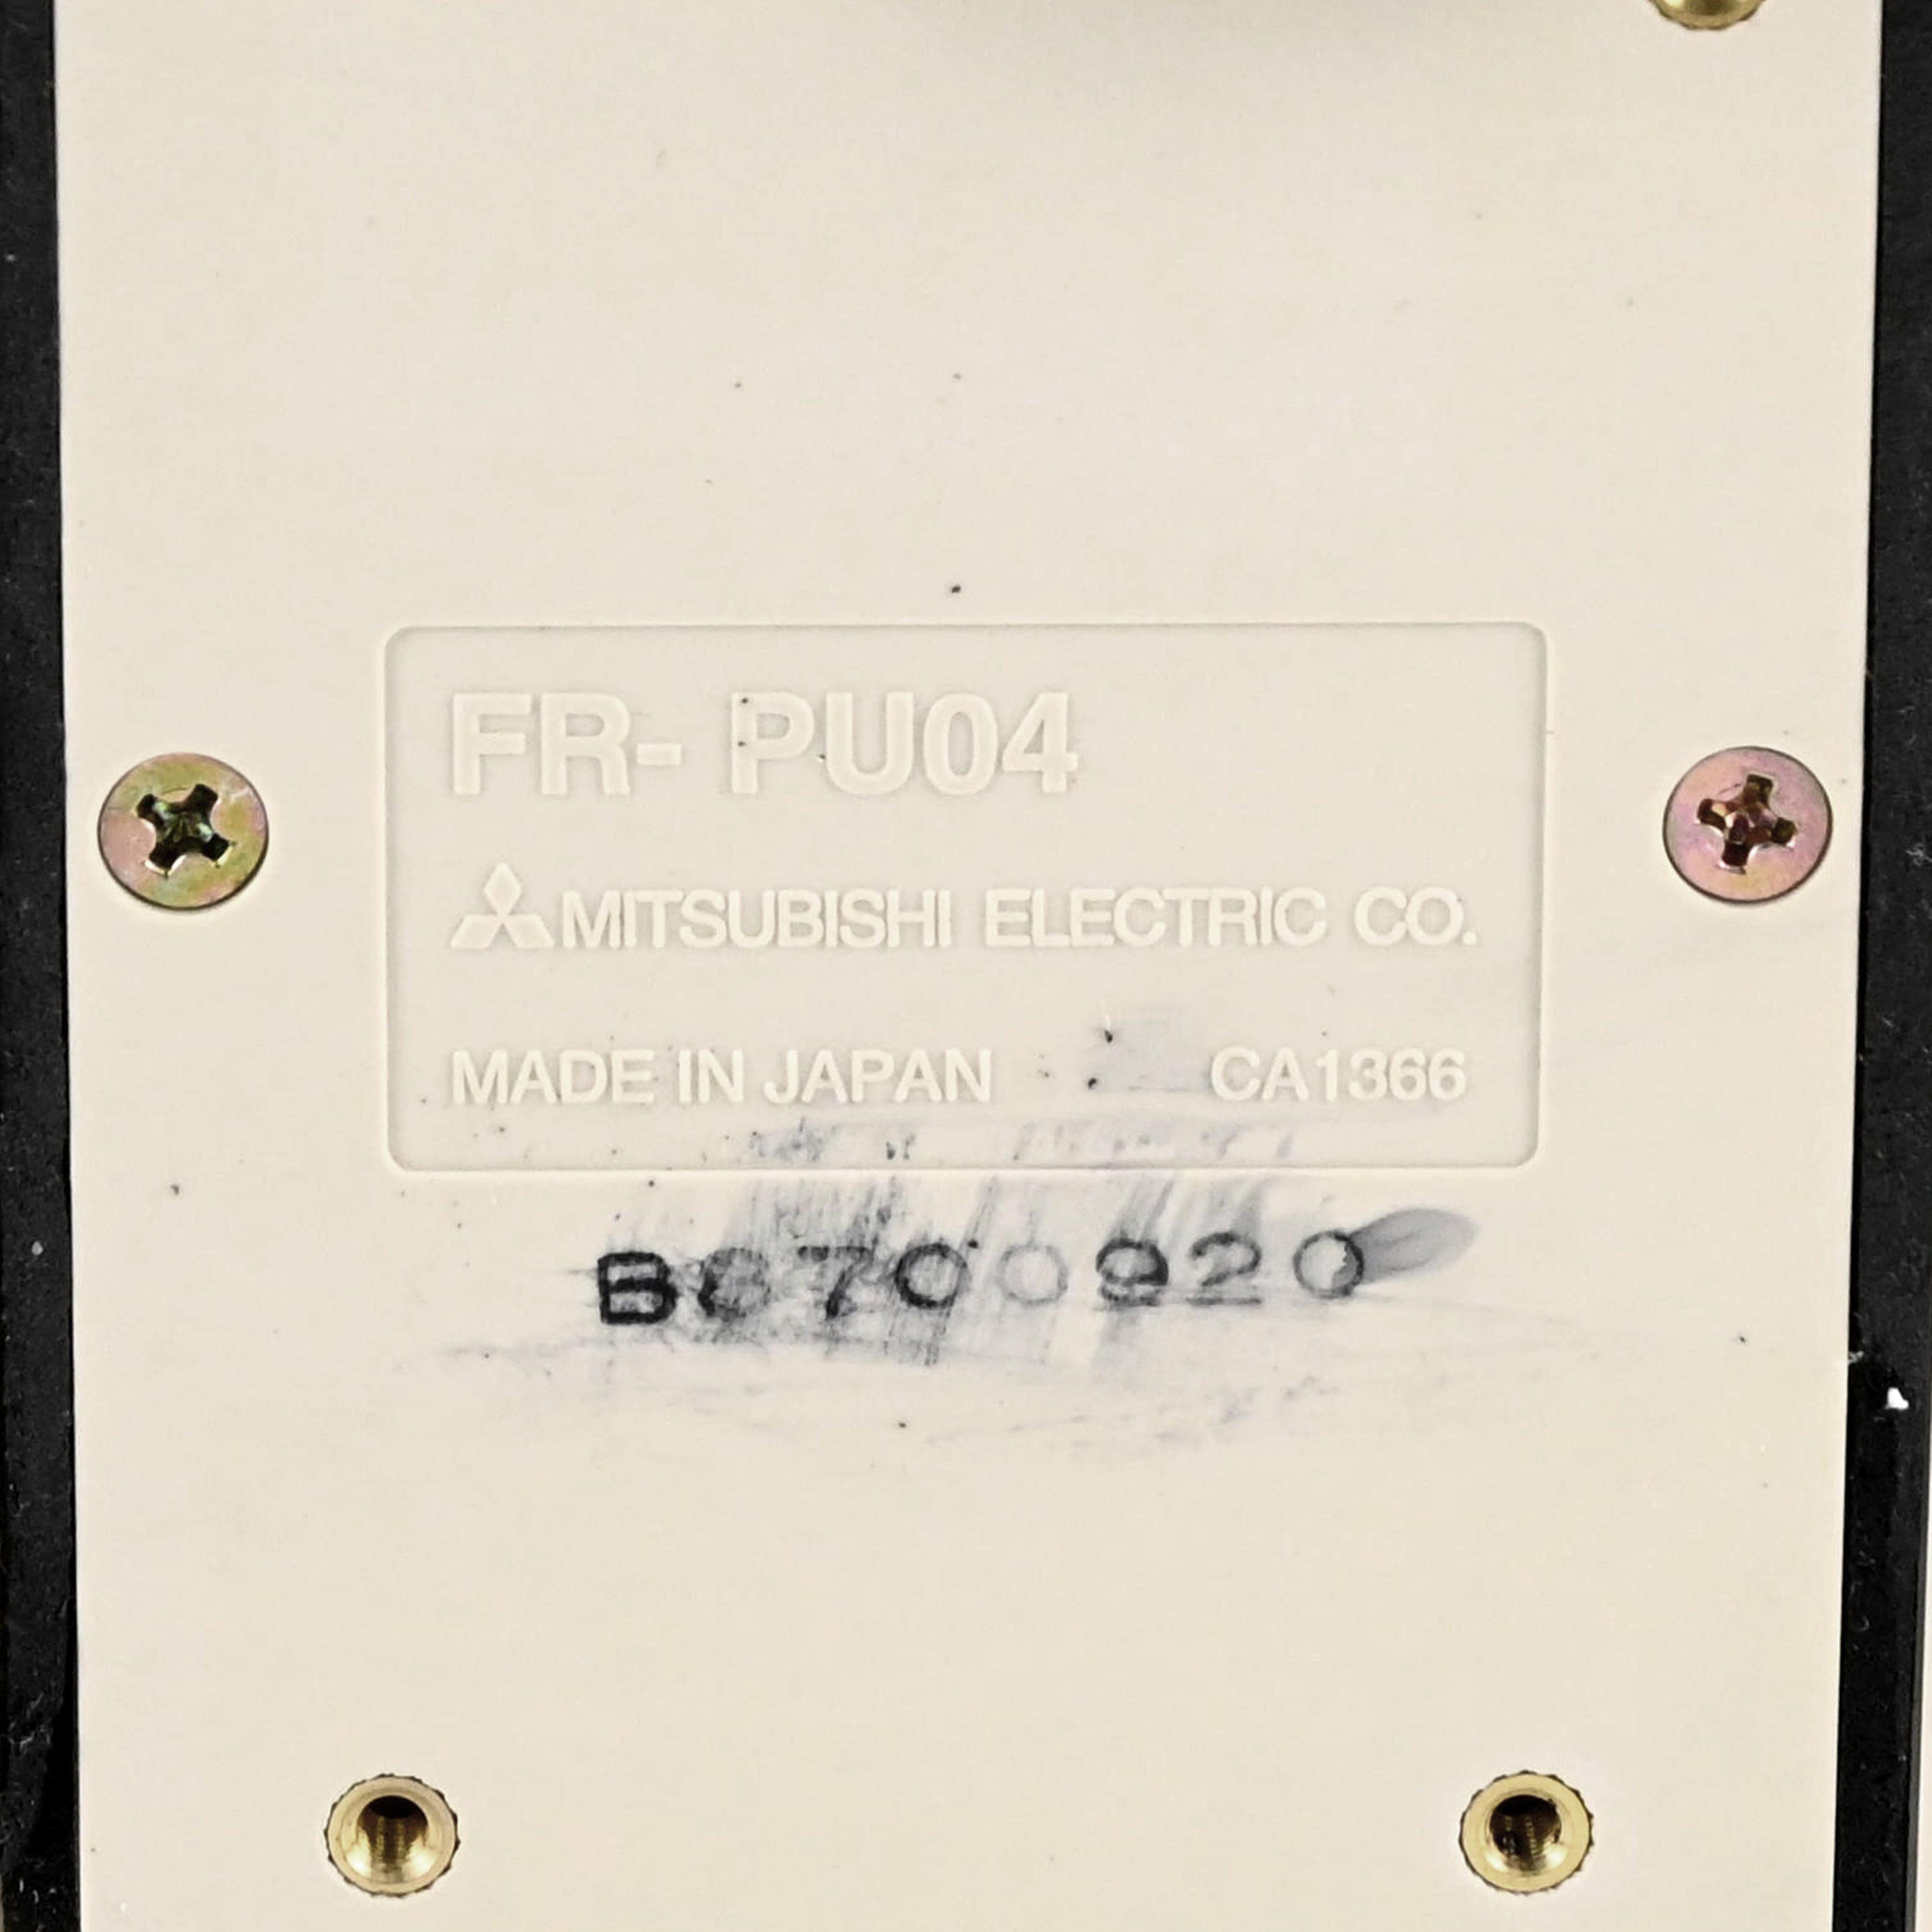 FR- PU04
MITSUBISHI ELECTRIC CO.
MADE IN JAPAN CA1366